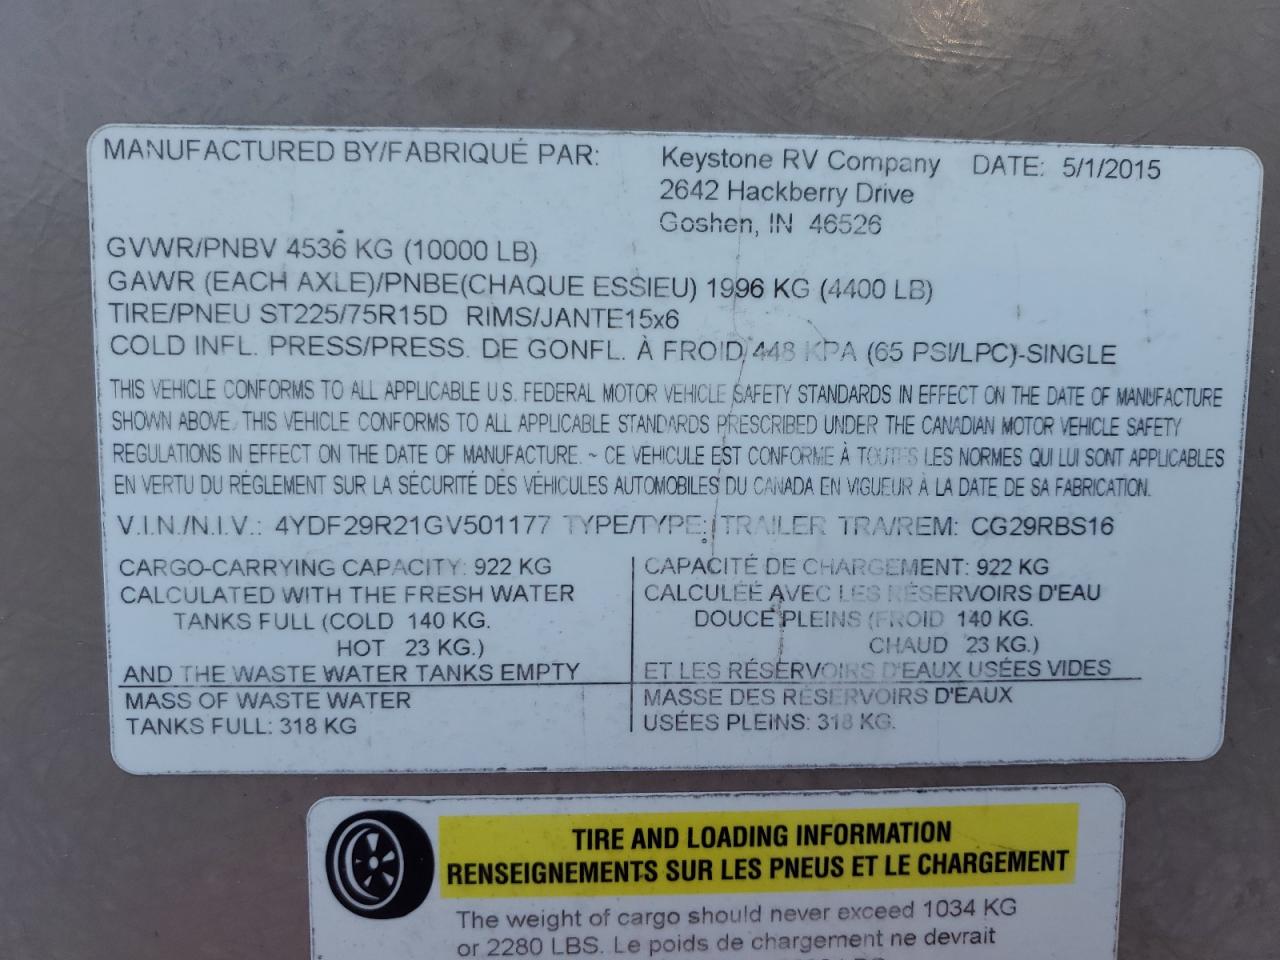 MANUFACTURED BY/FABRIQUÉ PAR: Keystone RV Company DATE: 5/1/2015
2642 Hackberry Drive
Goshen, IN 46526
GVWR/PNBV 4536 KG (10000 LB)
GAWR (EACH AXLE)/PNBE(CHAQUE ESSIEU) 1996 KG (4400 LB)
TIRE/PNEU ST225/75R15D RIMS/JANTE15x6
COLD INFL. PRESS/PRESS. DE GONFL. À FROID/448 KPA (65 PSI/LPC)-SINGLE
THIS VEHICLE CONFORMS TO ALL APPLICABLE U.S. FEDERAL MOTOR VEHICLE SAFETY STANDARDS IN EFFECT ON THE DATE OF MANUFACTURE
SHOWN ABOVE. THIS VEHICLE CONFORMS TO ALL APPLICABLE STANDARDS PRESCRIBED UNDER THE CANADIAN MOTOR VEHICLE SAFETY
REGULATIONS IN EFFECT ON THE DATE OF MANUFACTURE. ~ CE VÉHICULE EST CONFORME À TOUTES LES NORMES QUI LUI SONT APPLICABLES
EN VERTU DU RÈGLEMENT SUR LA SÉCURITÉ DES VÉHICULES AUTOMOBILES DU CANADA EN VIGUEUR À LA DATE DE SA FABRICATION.
V.I.N./N.I.V.: 4YDF29R21GV501177 TYPE/TYPE: TRAILER TRA/REM: CG29RBS16
CARGO-CARRYING CAPACITY: 922 KG
CALCULATED WITH THE FRESH WATER
TANKS FULL (COLD 140 KG.
HOT 23 KG.)
AND THE WASTE WATER TANKS EMPTY
MASS OF WASTE WATER
TANKS FULL: 318 KG
CAPACITÉ DE CHARGEMENT: 922 KG
CALCULÉE AVEC LES RÉSERVOIRS D'EAU
DOUCE PLEINS (FROID 140 KG.
CHAUD 23 KG.)
ET LES RÉSERVOIRS D'EAUX USÉES VIDES
MASSE DES RÉSERVOIRS D'EAUX
USÉES PLEINS: 318 KG.
TIRE AND LOADING INFORMATION
RENSEIGNEMENTS SUR LES PNEUS ET LE CHARGEMENT
The weight of cargo should never exceed 1034 KG
or 2280 LBS. Le poids de chargement ne devrait